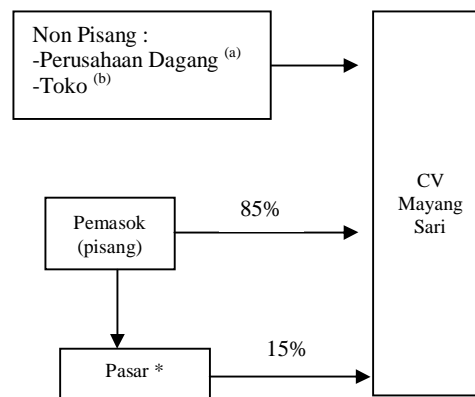 Non Pisang :
-Perusahaan Dagang (a)
-Toko (b)
CV
Mayang
Sari
85%
Pemasok
(pisang)
15%
Pasar *